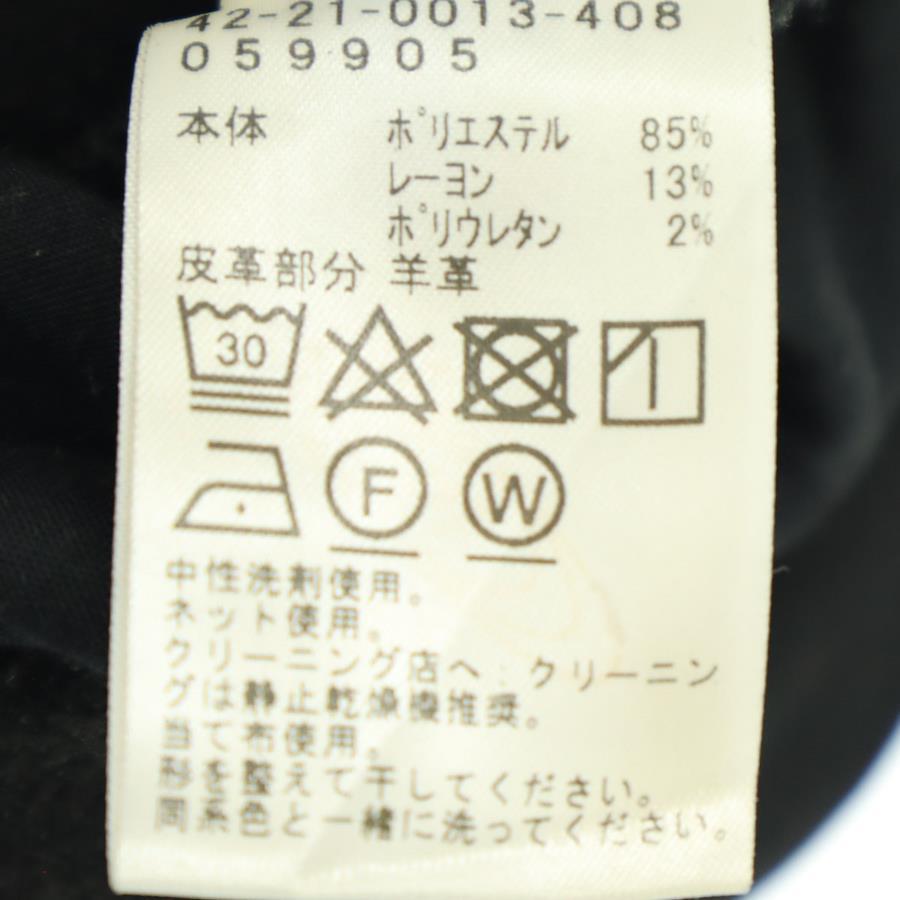 42-21-0013-408
059905
本体 ポリエステル 85%
レーヨン 13%
ポリウレタン 2%
皮革部分 羊革
30
F W
中性洗剤使用。
ネット使用。
クリーニング店へ:クリーニン
グは静止乾燥機推奨。
当て布使用。
形を整えて干してください。
同系色と一緒に洗ってください。